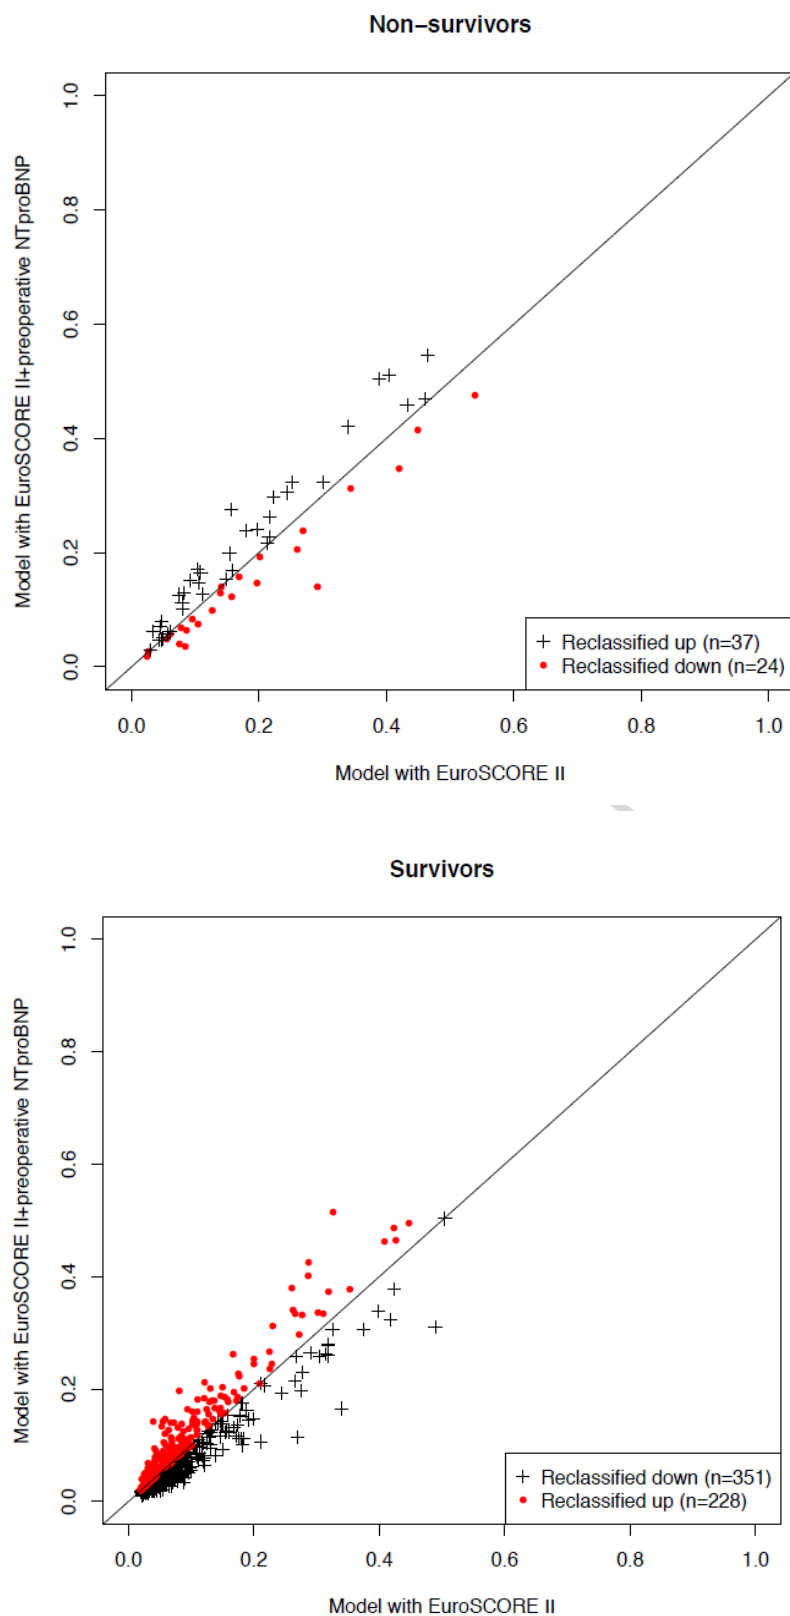 Non−survivors
Model with EuroSCORE II+preoperative NTproBNP
1.0
0.8
0.6
0.4
0.2
0.0
Reclassified up (n=37)
Reclassified down (n=24)
0.0 0.2 0.4 0.6 0.8 1.0
Model with EuroSCORE II
Survivors
Model with EuroSCORE II+preoperative NTproBNP
1.0
0.8
0.6
0.4
0.2
0.0
Reclassified down (n=351)
Reclassified up (n=228)
0.0 0.2 0.4 0.6 0.8 1.0
Model with EuroSCORE II